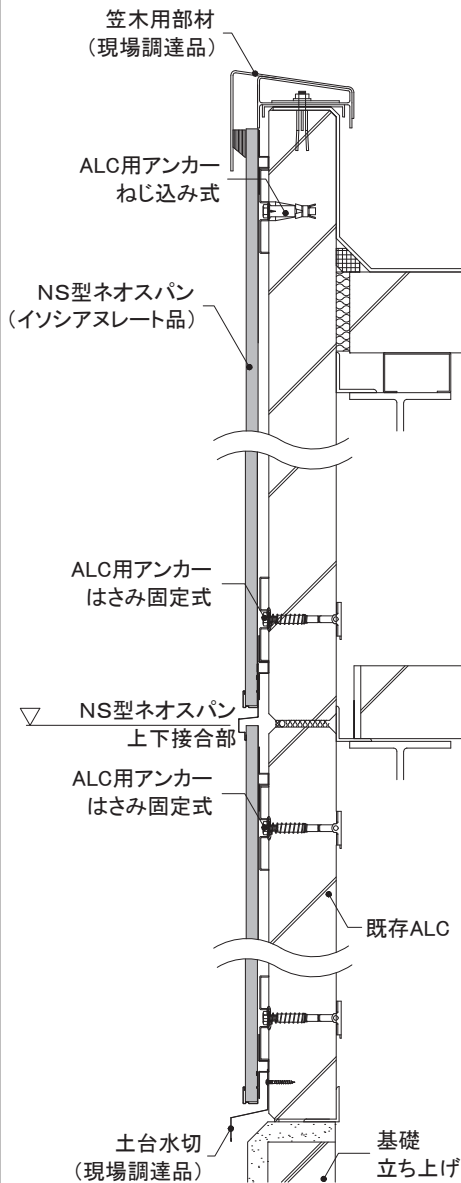 笠木用部材
(現場調達品)
ALC用アンカー
ねじ込み式
NS型ネオスパン
(イソシアヌレート品)
ALC用アンカー
はさみ固定式
NS型ネオスパン
上下接合部
ALC用アンカー
はさみ固定式
既存ALC
土台水切
(現場調達品)
基礎
立ち上げ